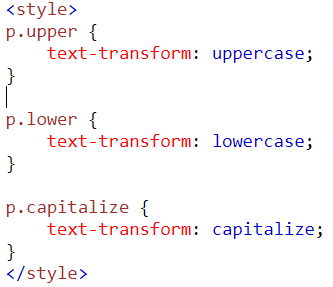 <style>
p.upper {
    text-transform: uppercase;
}

p.lower {
    text-transform: lowercase;
}

p.capitalize {
    text-transform: capitalize;
}
</style>